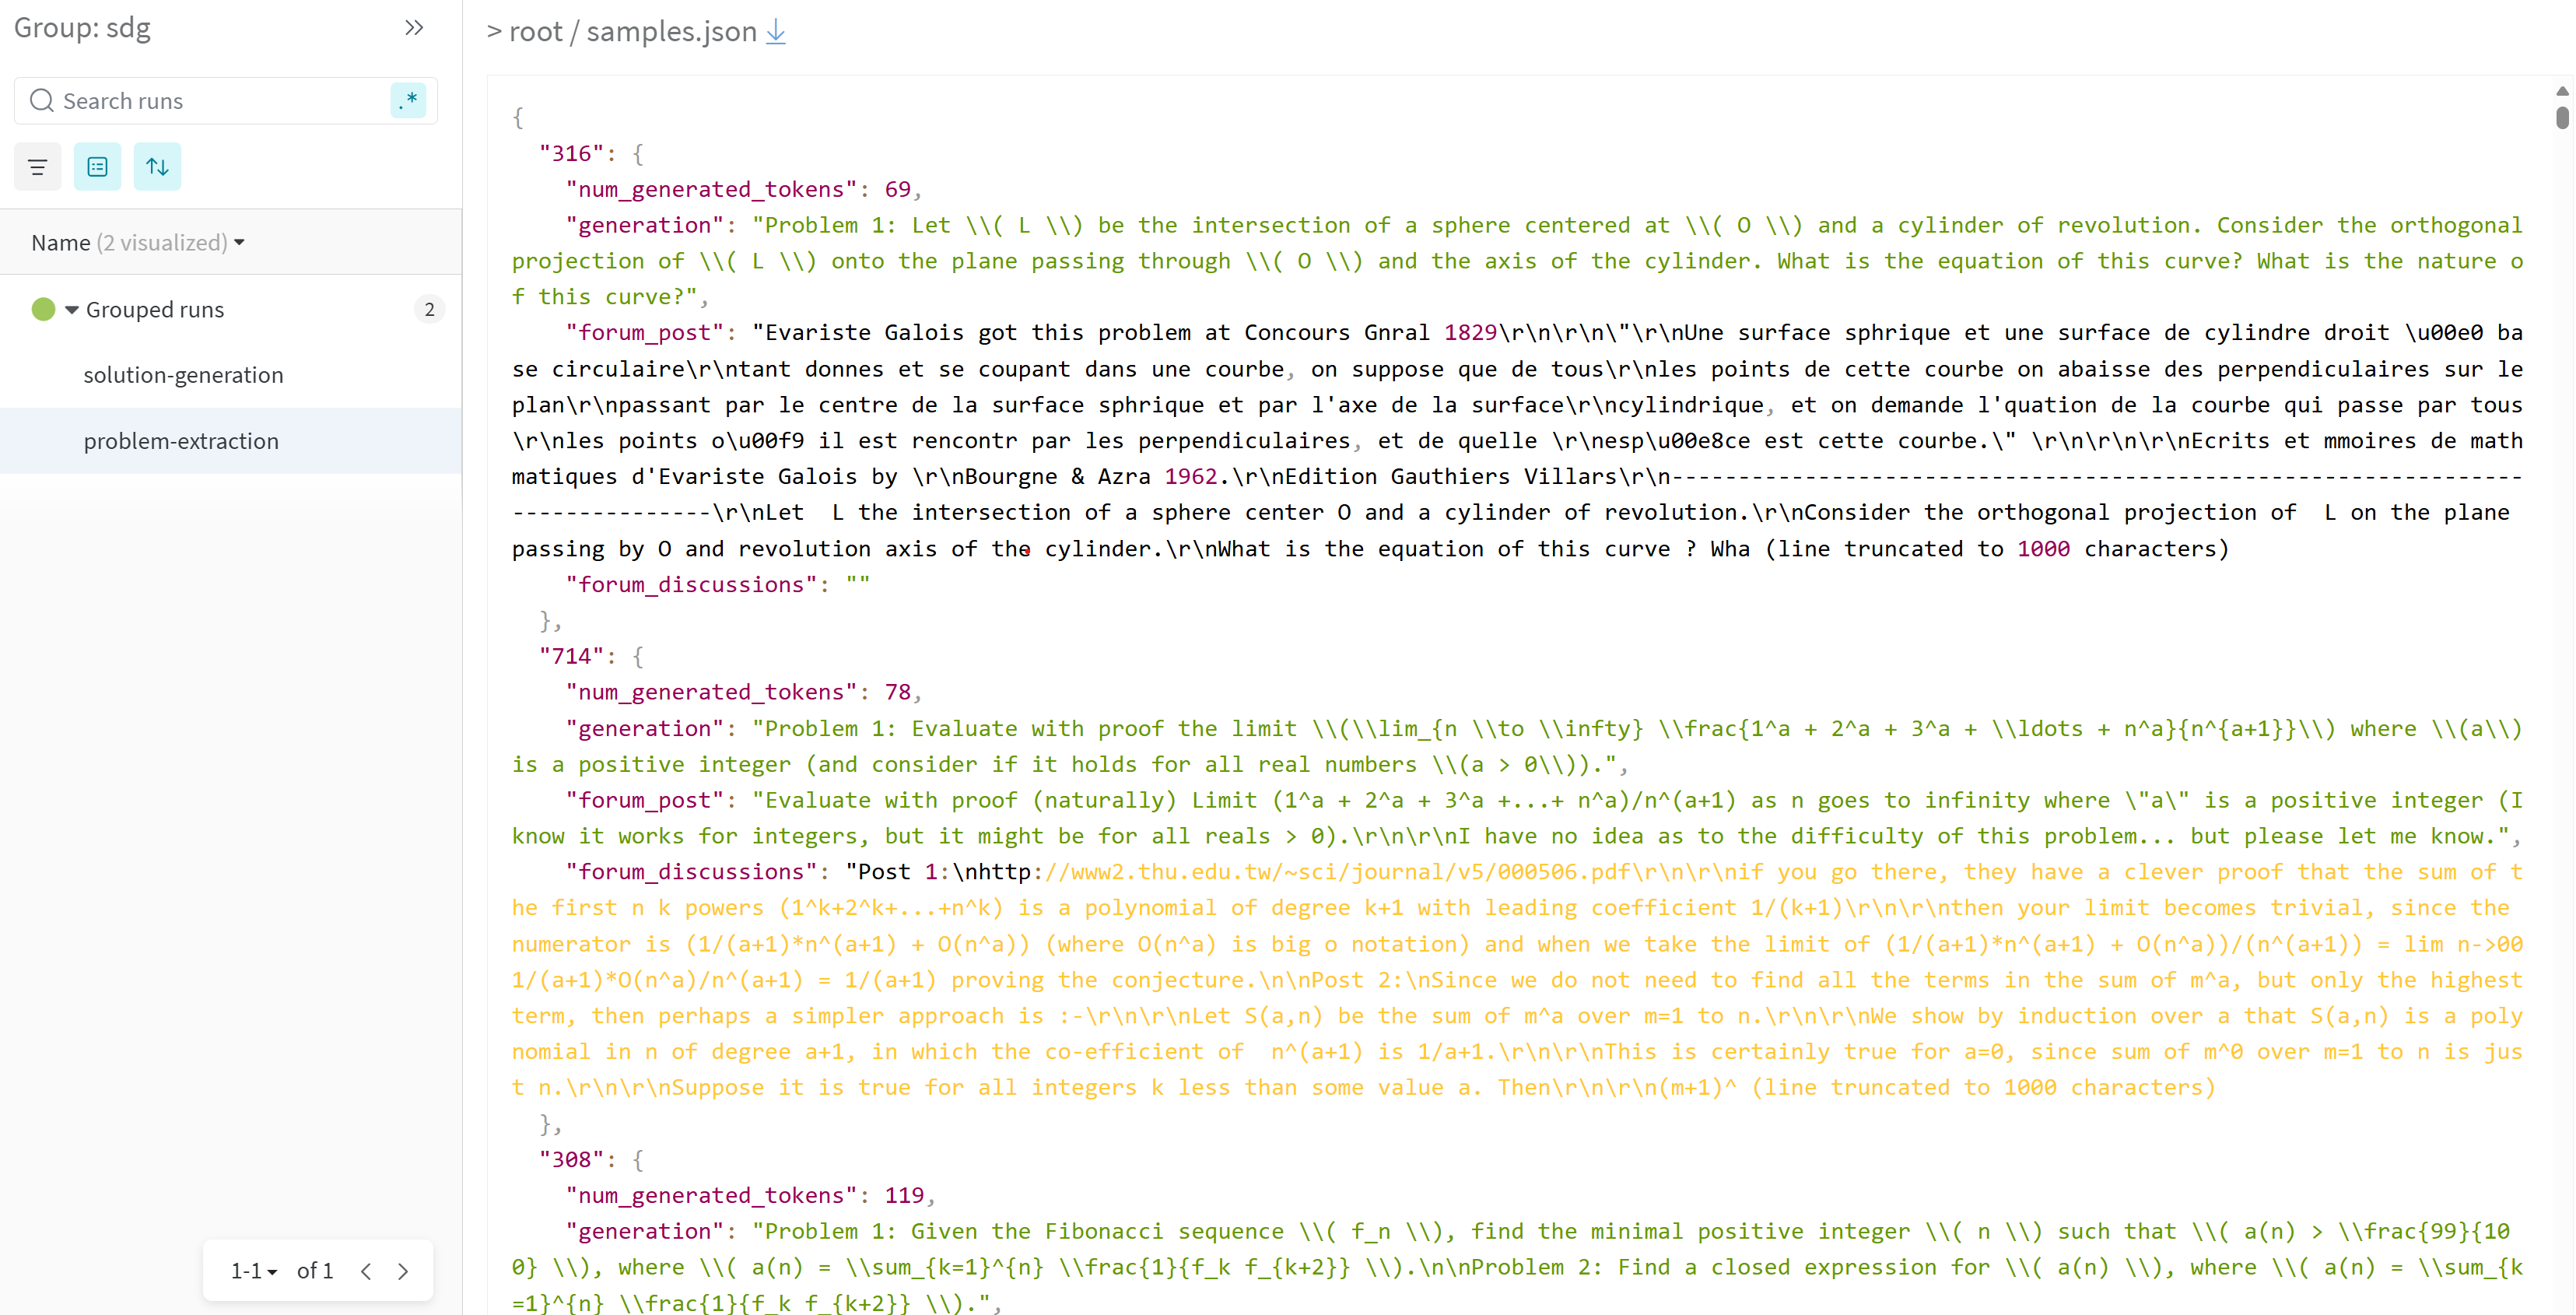 Group: sdg
Search runs
.*
Name (2 visualized)
Grouped runs
2
solution-generation
problem-extraction
1-1
of 1
> root / samples.json
{
"316": {
"num_generated_tokens": 69,
"generation": "Problem 1: Let \\( L \\) be the intersection of a sphere centered at \\( O \\) and a cylinder of revolution. Consider the orthogonal
projection of \\( L \\) onto the plane passing through \\( O \\) and the axis of the cylinder. What is the equation of this curve? What is the nature o
f this curve?",
"forum_post": "Evariste Galois got this problem at Concours Gnral 1829\r\n\r\n\"\r\nUne surface sphrique et une surface de cylindre droit \u00e0 ba
se circulaire\r\ntant donnes et se coupant dans une courbe, on suppose que de tous\r\nles points de cette courbe on abaisse des perpendiculaires sur le
plan\r\npassant par le centre de la surface sphrique et par l'axe de la surface\r\ncylindrique, et on demande l'quation de la courbe qui passe par tous
\r\nles points o\u00f9 il est rencontr par les perpendiculaires, et de quelle \r\nesp\u00e8ce est cette courbe.\" \r\n\r\n\r\nEcrits et mmoires de math
matiques d'Evariste Galois by \r\nBourgne & Azra 1962.\r\nEdition Gauthiers Villars\r\n----------------------------------------------------------------
---------------\r\nLet  L the intersection of a sphere center O and a cylinder of revolution.\r\nConsider the orthogonal projection of  L on the plane
passing by O and revolution axis of the cylinder.\r\nWhat is the equation of this curve ? Wha (line truncated to 1000 characters)
"forum_discussions": ""
},
"714": {
"num_generated_tokens": 78,
"generation": "Problem 1: Evaluate with proof the limit \\(\\lim_{n \\to \\infty} \\frac{1^a + 2^a + 3^a + \\ldots + n^a}{n^{a+1}}\\) where \\(a\\)
is a positive integer (and consider if it holds for all real numbers \\(a > 0\\)).",
"forum_post": "Evaluate with proof (naturally) Limit (1^a + 2^a + 3^a +...+ n^a)/n^(a+1) as n goes to infinity where \"a\" is a positive integer (I
know it works for integers, but it might be for all reals > 0).\r\n\r\nI have no idea as to the difficulty of this problem... but please let me know.",
"forum_discussions": "Post 1:\nhttp://www2.thu.edu.tw/~sci/journal/v5/000506.pdf\r\n\r\nif you go there, they have a clever proof that the sum of t
he first n k powers (1^k+2^k+...+n^k) is a polynomial of degree k+1 with leading coefficient 1/(k+1)\r\n\r\nthen your limit becomes trivial, since the
numerator is (1/(a+1)*n^(a+1) + O(n^a)) (where O(n^a) is big o notation) and when we take the limit of (1/(a+1)*n^(a+1) + O(n^a))/(n^(a+1)) = lim n->00
1/(a+1)*O(n^a)/n^(a+1) = 1/(a+1) proving the conjecture.\n\nPost 2:\nSince we do not need to find all the terms in the sum of m^a, but only the highest
term, then perhaps a simpler approach is :-\r\n\r\nLet S(a,n) be the sum of m^a over m=1 to n.\r\n\r\nWe show by induction over a that S(a,n) is a poly
nomial in n of degree a+1, in which the co-efficient of  n^(a+1) is 1/a+1.\r\n\r\nThis is certainly true for a=0, since sum of m^0 over m=1 to n is jus
t n.\r\n\r\nSuppose it is true for all integers k less than some value a. Then\r\n\r\n(m+1)^ (line truncated to 1000 characters)
},
"308": {
"num_generated_tokens": 119,
"generation": "Problem 1: Given the Fibonacci sequence \\( f_n \\), find the minimal positive integer \\( n \\) such that \\( a(n) > \\frac{99}{10
0} \\), where \\( a(n) = \\sum_{k=1}^{n} \\frac{1}{f_k f_{k+2}} \\).\n\nProblem 2: Find a closed expression for \\( a(n) \\), where \\( a(n) = \\sum_{k
=1}^{n} \\frac{1}{f_k f_{k+2}} \\).",